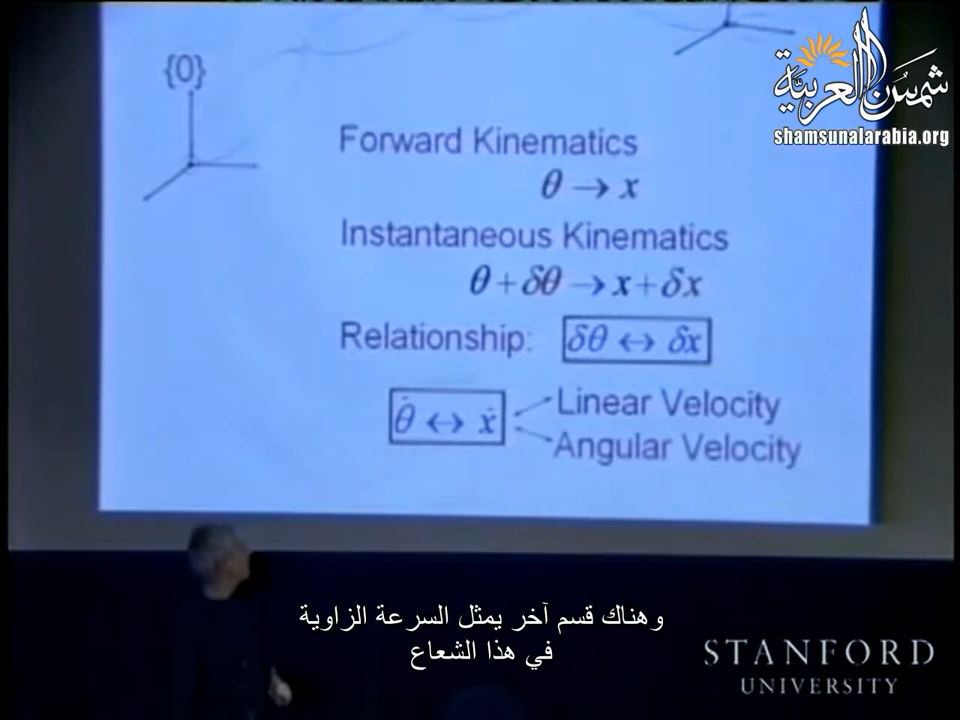 {0}
شمس العربية
shamsunalarabia.org
Forward Kinematics
θ → x
Instantaneous Kinematics
θ + δθ → x + δx
Relationship: δθ ↔ δx
θ̇ ↔ ẋ
Linear Velocity
Angular Velocity
وهناك قسم آخر يمثل السرعة الزاوية
في هذا الشعاع
STANFORD
UNIVERSITY